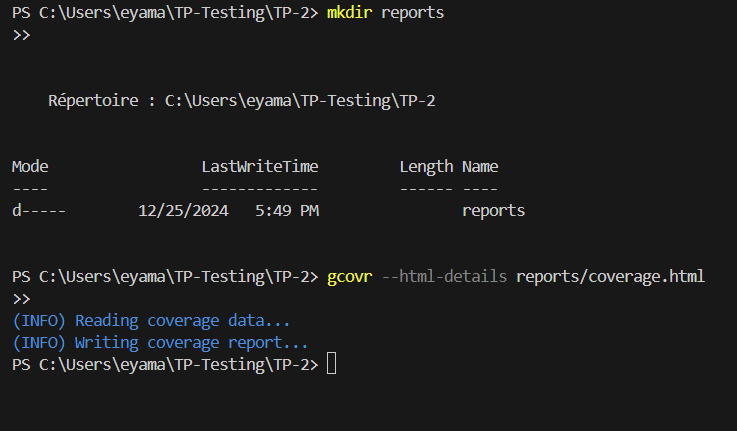 PS C:\Users\eyama\TP-Testing\TP-2> mkdir reports
>>
Répertoire : C:\Users\eyama\TP-Testing\TP-2
Mode LastWriteTime Length Name
---- ------------- ------ ----
d----- 12/25/2024 5:49 PM reports
PS C:\Users\eyama\TP-Testing\TP-2> gcovr --html-details reports/coverage.html
>>
(INFO) Reading coverage data...
(INFO) Writing coverage report...
PS C:\Users\eyama\TP-Testing\TP-2>